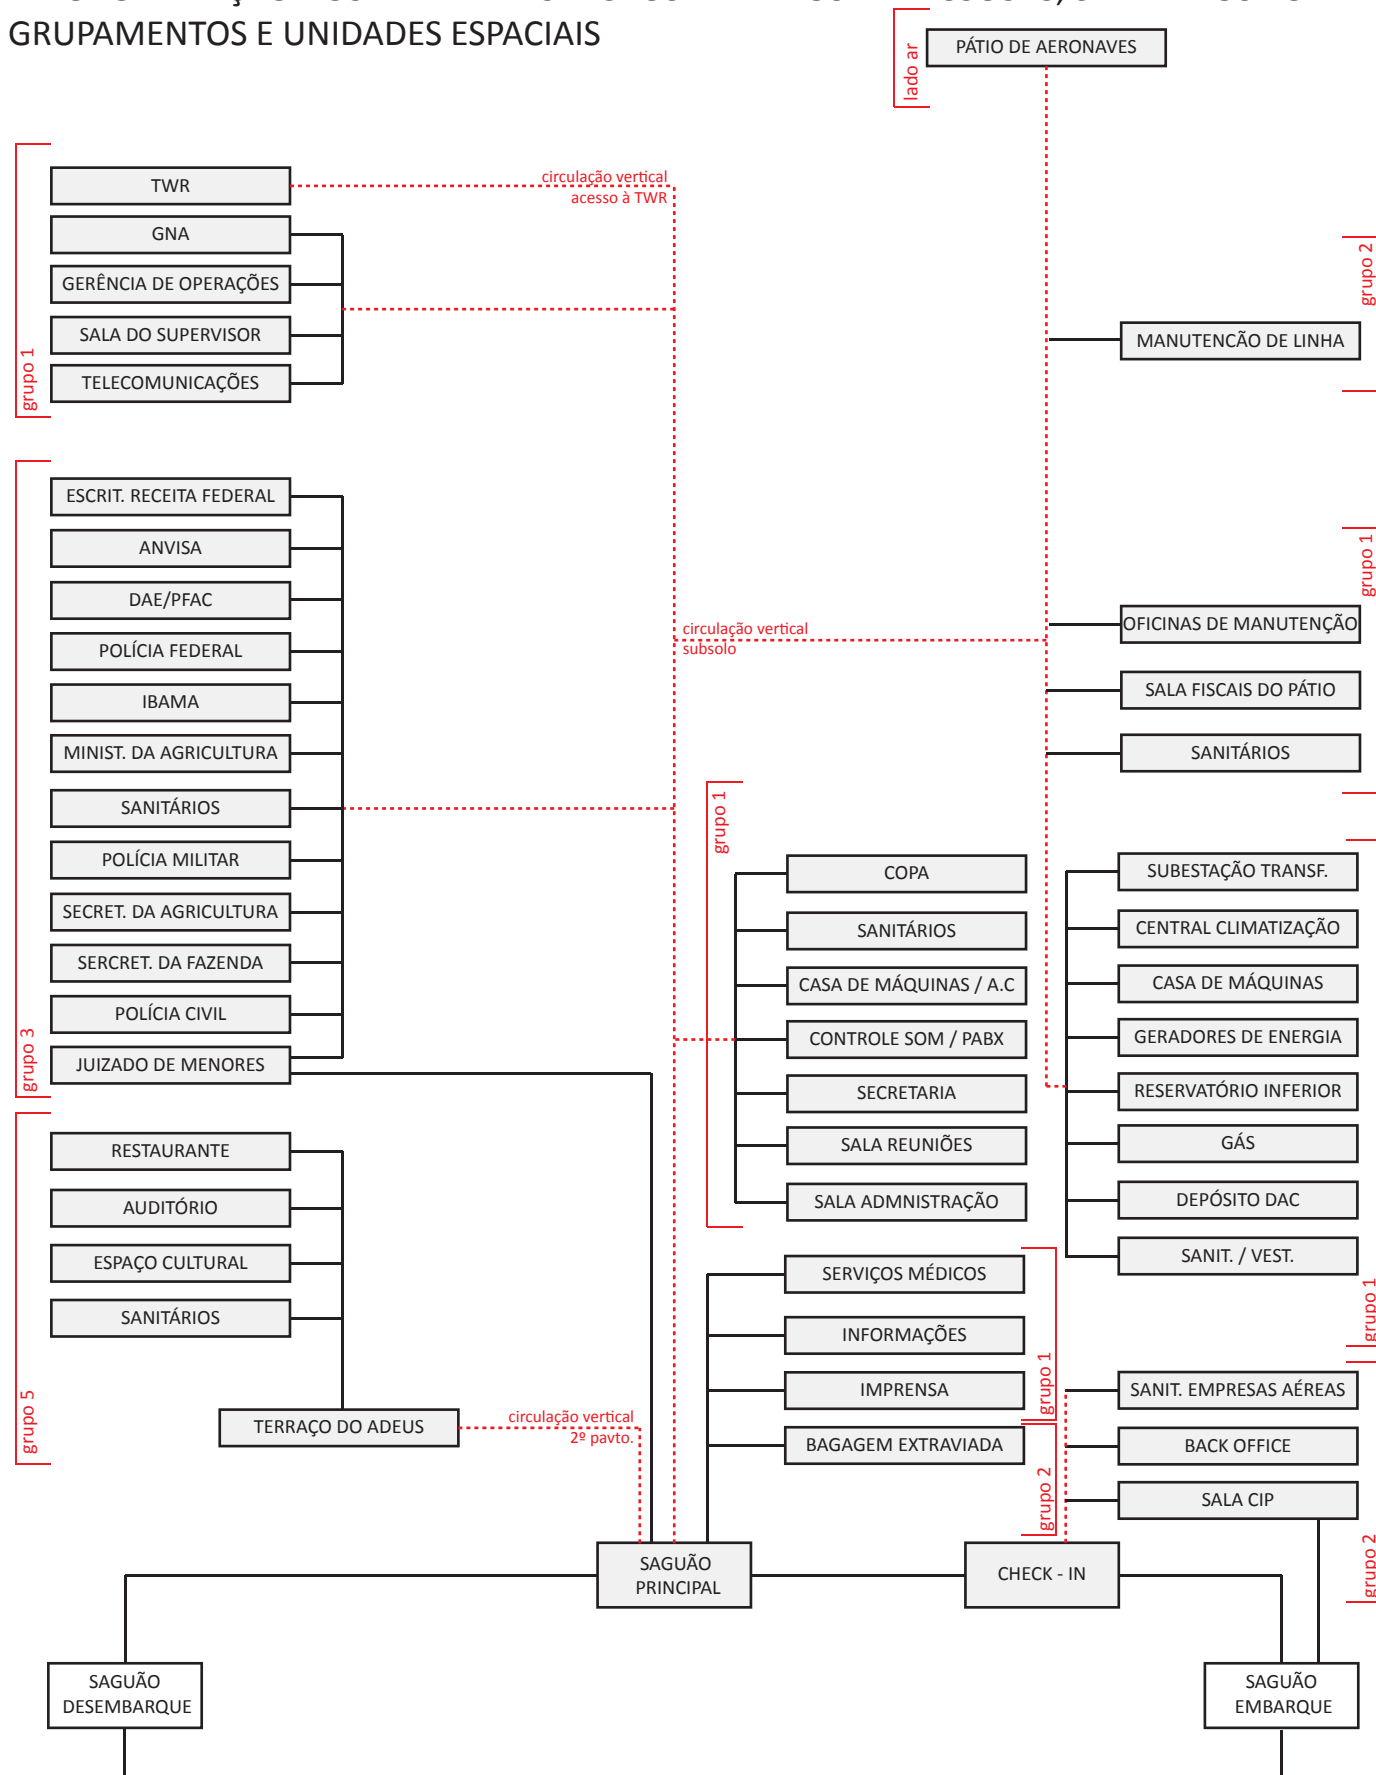 GRUPAMENTOS E UNIDADES ESPACIAIS
lado ar
PÁTIO DE AERONAVES
grupo 1
TWR
GNA
GERÊNCIA DE OPERAÇÕES
SALA DO SUPERVISOR
TELECOMUNICAÇÕES
circulação vertical
acesso à TWR
grupo 2
MANUTENCÃO DE LINHA
grupo 3
ESCRIT. RECEITA FEDERAL
ANVISA
DAE/PFAC
POLÍCIA FEDERAL
IBAMA
MINIST. DA AGRICULTURA
SANITÁRIOS
POLÍCIA MILITAR
SECRET. DA AGRICULTURA
SERCRET. DA FAZENDA
POLÍCIA CIVIL
JUIZADO DE MENORES
circulação vertical
subsolo
grupo 1
OFICINAS DE MANUTENÇÃO
SALA FISCAIS DO PÁTIO
SANITÁRIOS
grupo 1
COPA
SANITÁRIOS
CASA DE MÁQUINAS / A.C
CONTROLE SOM / PABX
SECRETARIA
SALA REUNIÕES
SALA ADMNISTRAÇÃO
SUBESTAÇÃO TRANSF.
CENTRAL CLIMATIZAÇÃO
CASA DE MÁQUINAS
GERADORES DE ENERGIA
RESERVATÓRIO INFERIOR
GÁS
DEPÓSITO DAC
SANIT. / VEST.
grupo 1
grupo 5
RESTAURANTE
AUDITÓRIO
ESPAÇO CULTURAL
SANITÁRIOS
TERRAÇO DO ADEUS
circulação vertical
2º pavto.
SERVIÇOS MÉDICOS
INFORMAÇÕES
IMPRENSA
grupo 1
BAGAGEM EXTRAVIADA
grupo 2
SANIT. EMPRESAS AÉREAS
BACK OFFICE
SALA CIP
grupo 2
SAGUÃO
PRINCIPAL
CHECK - IN
SAGUÃO
DESEMBARQUE
SAGUÃO
EMBARQUE